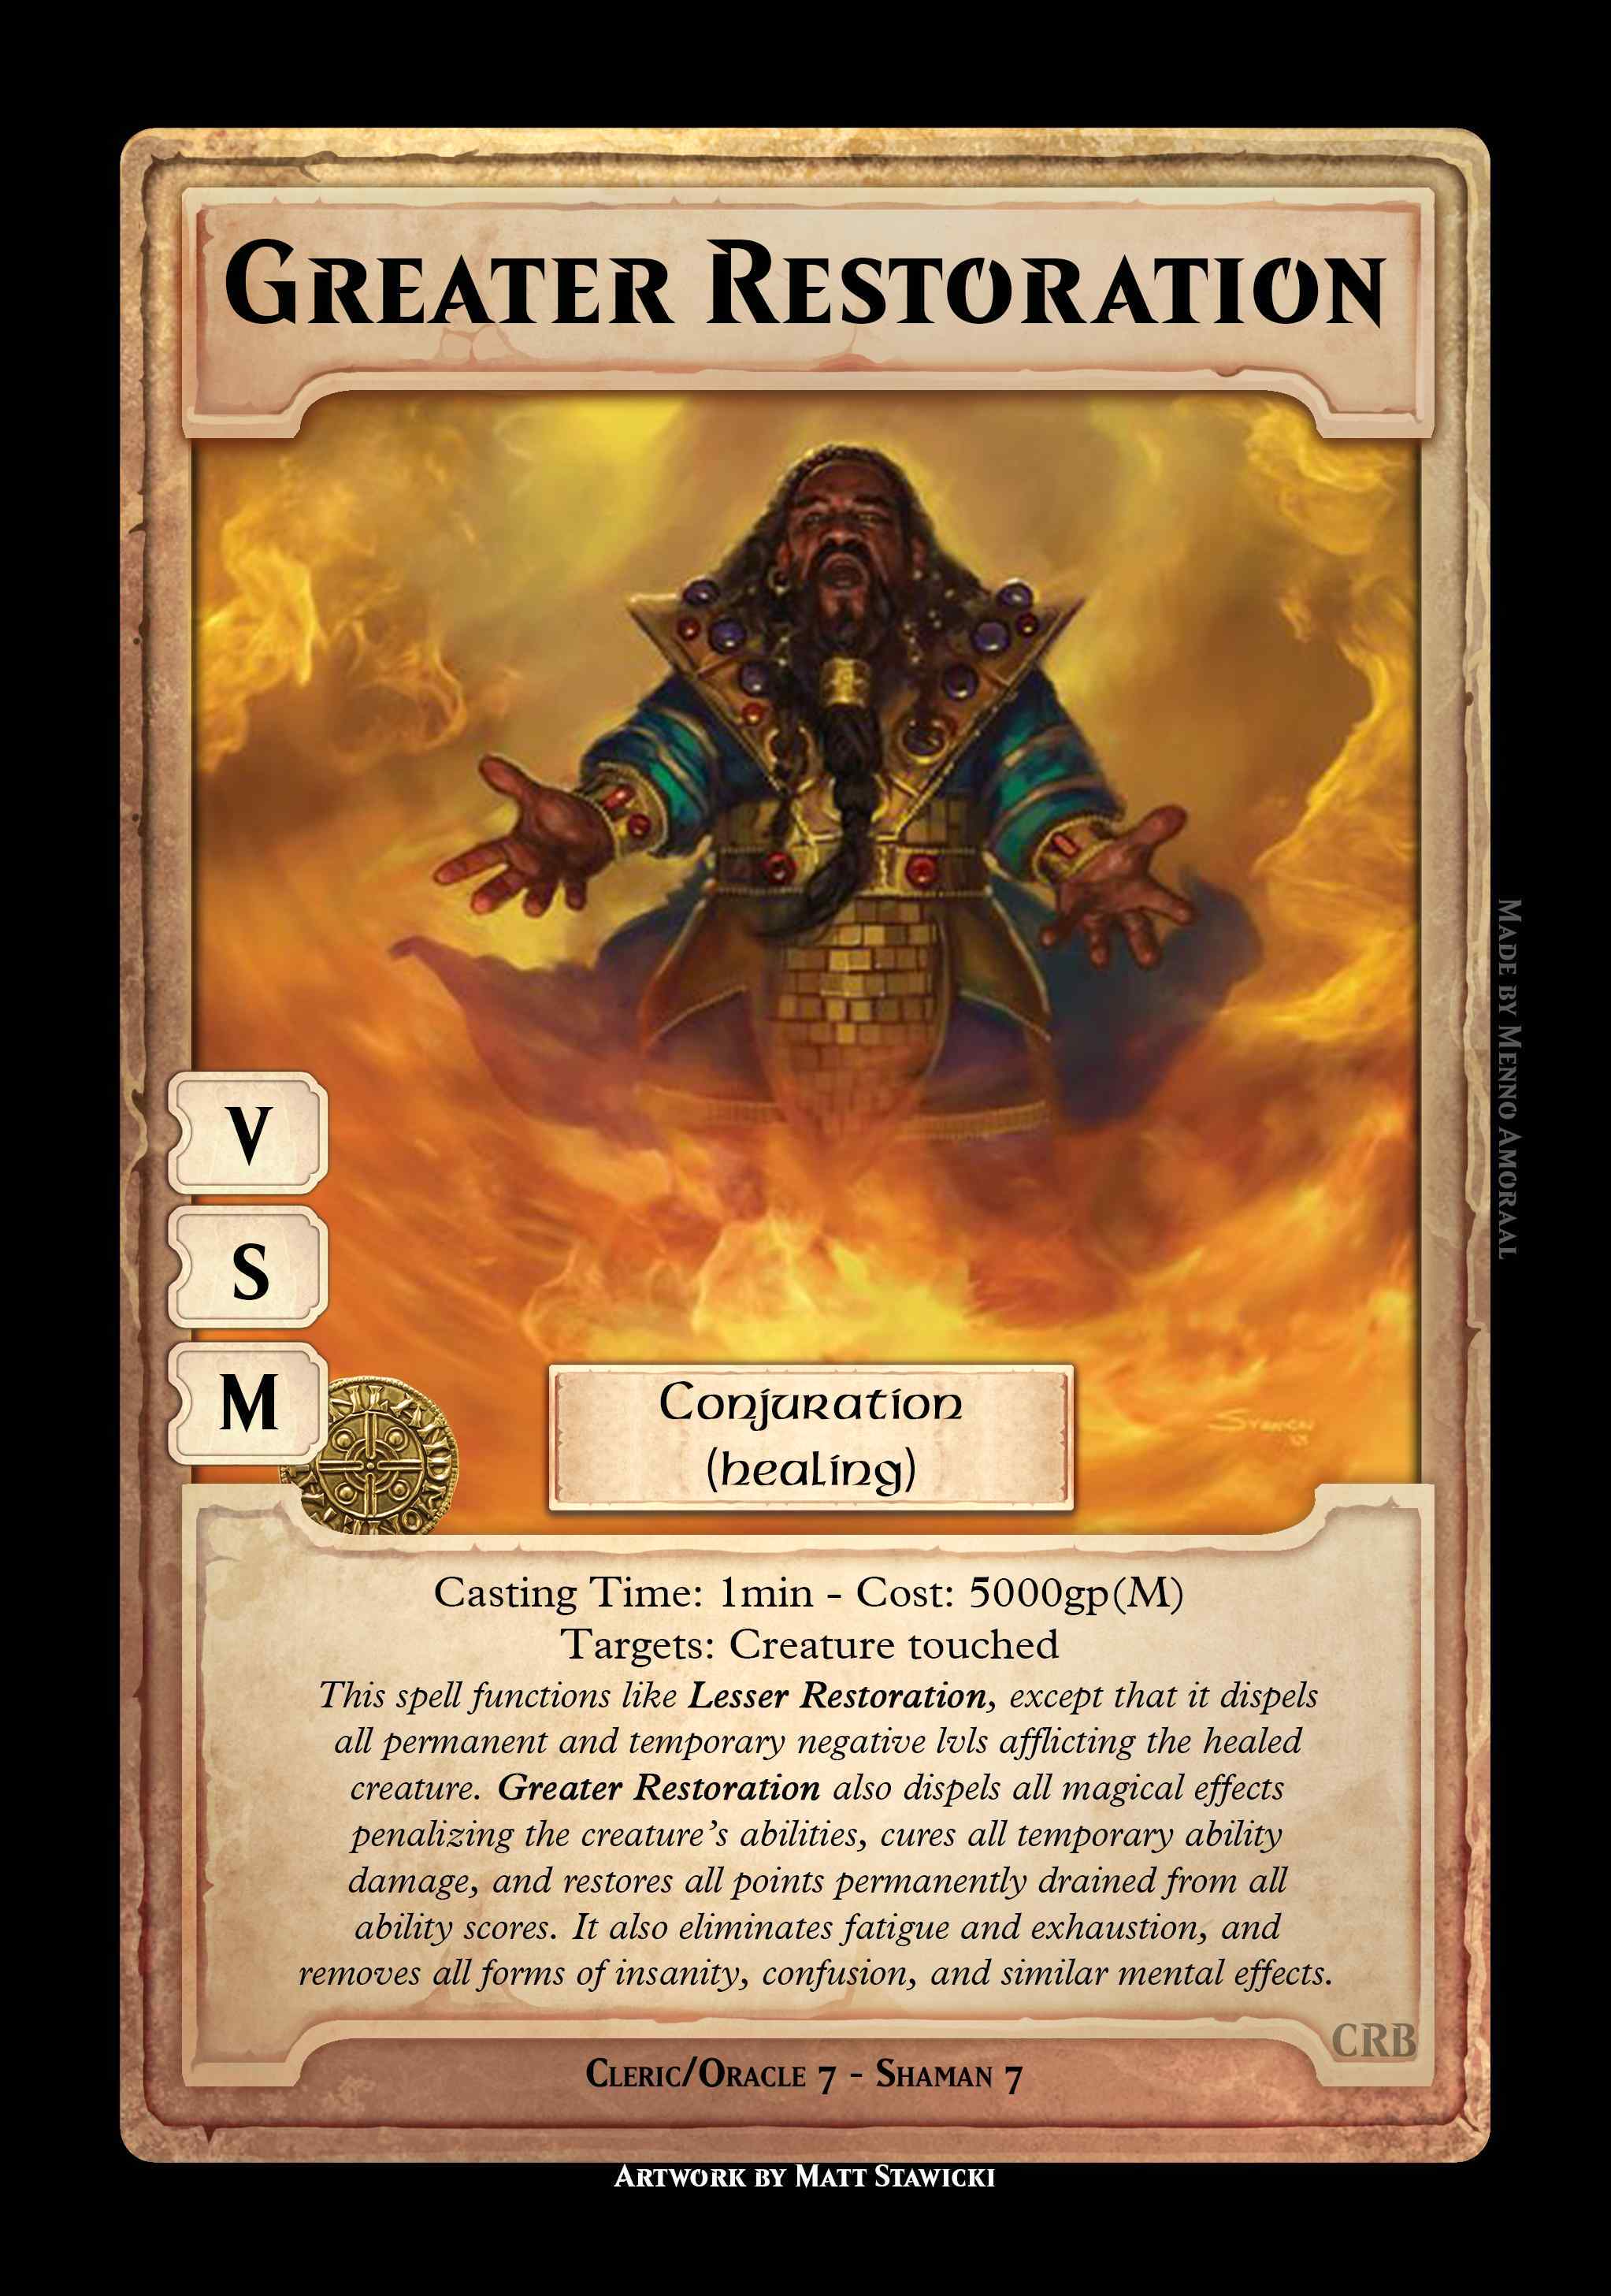 Greater Restoration
V
S
M
Conjuration
(healing)
Casting Time: 1min - Cost: 5000gp(M)
Targets: Creature touched
This spell functions like Lesser Restoration, except that it dispels
all permanent and temporary negative lvls afflicting the healed
creature. Greater Restoration also dispels all magical effects
penalizing the creature's abilities, cures all temporary ability
damage, and restores all points permanently drained from all
ability scores. It also eliminates fatigue and exhaustion, and
removes all forms of insanity, confusion, and similar mental effects.
CRB
Cleric/Oracle 7 - Shaman 7
Artwork by Matt Stawicki
Made by Menno Amoraal